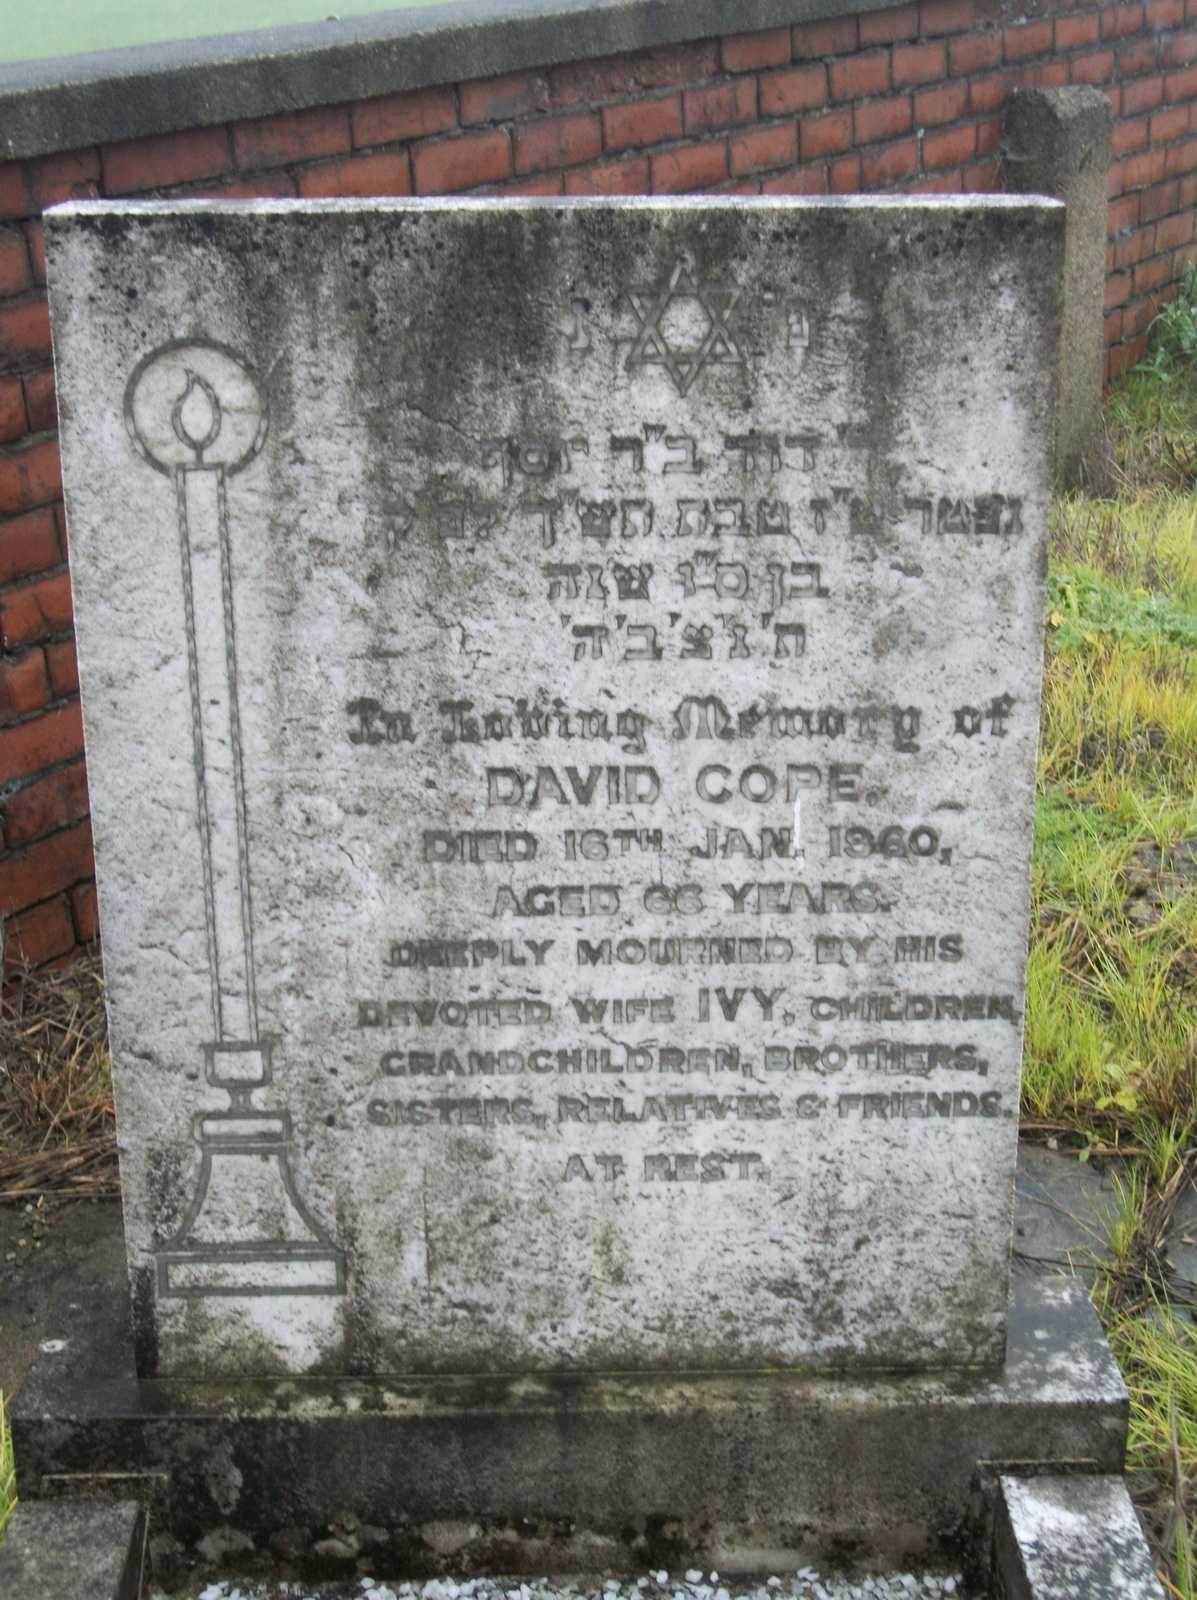 פ נ
ר' דוד ב"ר יוסף
נפטר ט"ז טבת תש"ך לפ"ק
בן ס"ו שנה
ת'נ'צ'ב'ה'
In Loving Memory of
DAVID COPE.
DIED 16TH JAN. 1960,
AGED 66 YEARS.
DEEPLY MOURNED BY HIS
DEVOTED WIFE IVY, CHILDREN,
GRANDCHILDREN, BROTHERS,
SISTERS, RELATIVES & FRIENDS.
AT REST.